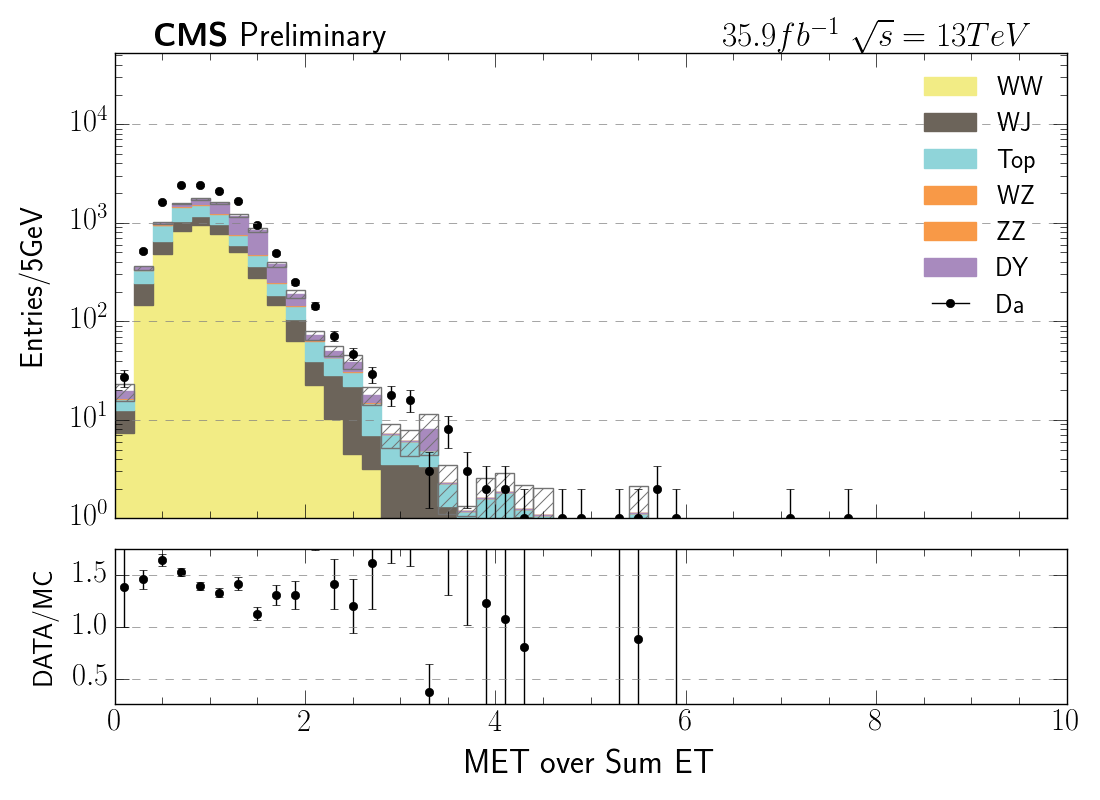 CMS Preliminary 35.9fb⁻¹ √s = 13TeV
WW
WJ
Top
WZ
ZZ
DY
Da
Entries/5GeV
10⁴
10³
10²
10¹
10⁰
DATA/MC
1.5
1.0
0.5
0 2 4 6 8 10
MET over Sum ET